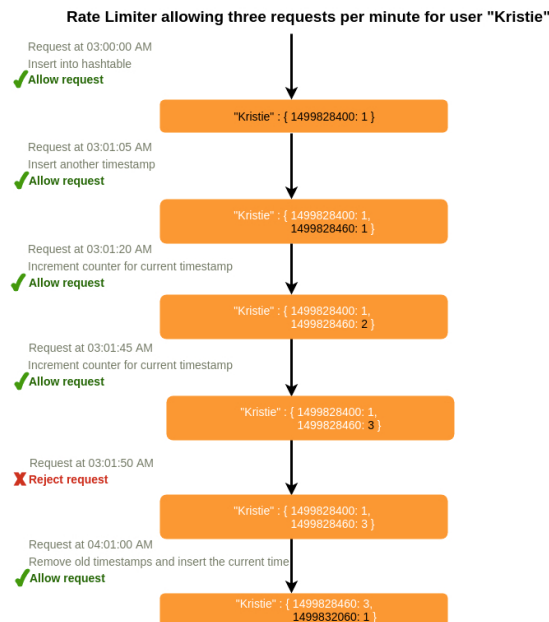 Rate Limiter allowing three requests per minute for user "Kristie"
Request at 03:00:00 AM
Insert into hashtable
Allow request
"Kristie" : { 1499828400: 1 }
Request at 03:01:05 AM
Insert another timestamp
Allow request
"Kristie" : { 1499828400: 1,
1499828460: 1 }
Request at 03:01:20 AM
Increment counter for current timestamp
Allow request
"Kristie" : { 1499828400: 1,
1499828460: 2 }
Request at 03:01:45 AM
Increment counter for current timestamp
Allow request
"Kristie" : { 1499828400: 1,
1499828460: 3 }
Request at 03:01:50 AM
Reject request
"Kristie" : { 1499828400: 1,
1499828460: 3 }
Request at 04:01:00 AM
Remove old timestamps and insert the current time
Allow request
"Kristie" : { 1499828460: 3,
1499832060: 1 }